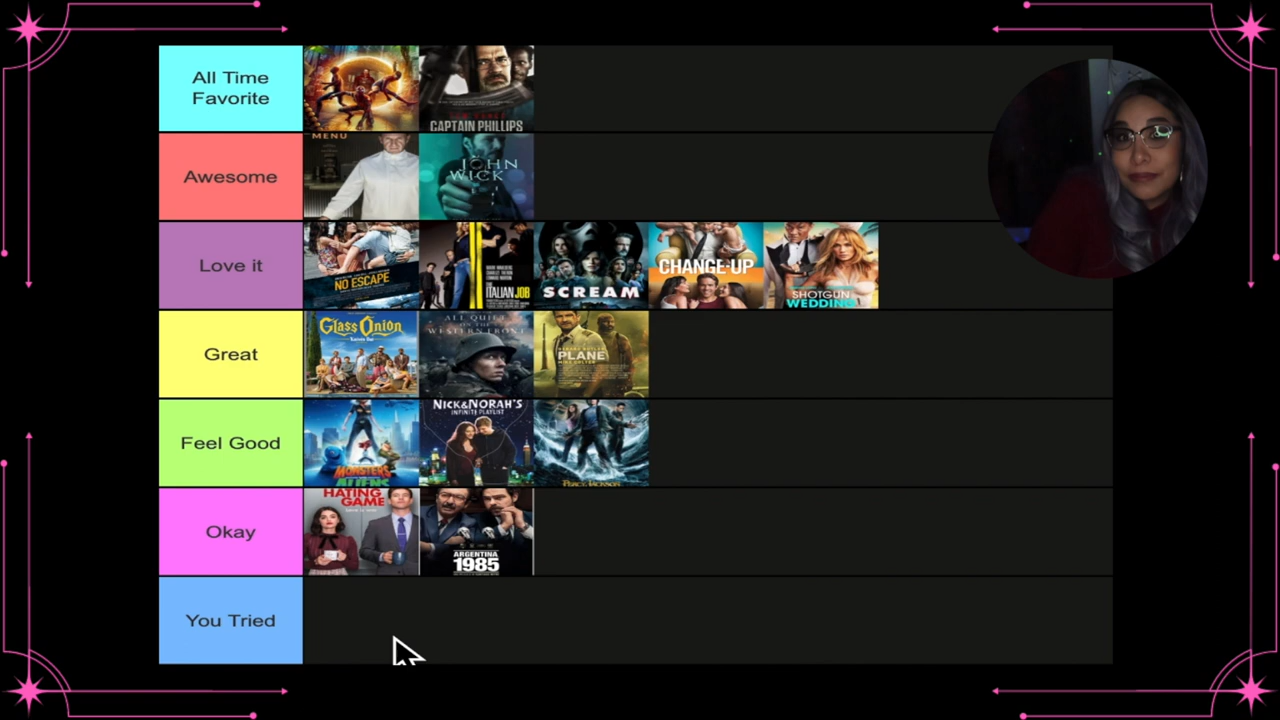 All Time
Favorite
CAPTAIN PHILLIPS
Awesome
MENU
JOHN
WICK
Love it
NO ESCAPE
THE
ITALIAN JOB
SCREAM
CHANGE-UP
SHOTGUN
WEDDING
Great
Glass Onion
ALL QUIET
ON THE
WESTERN FRONT
PLANE
Feel Good
MONSTERS
ALIENS
NICK & NORAH'S
INFINITE PLAYLIST
PERCY JACKSON
Okay
HATING
GAME
ARGENTINA
1985
You Tried